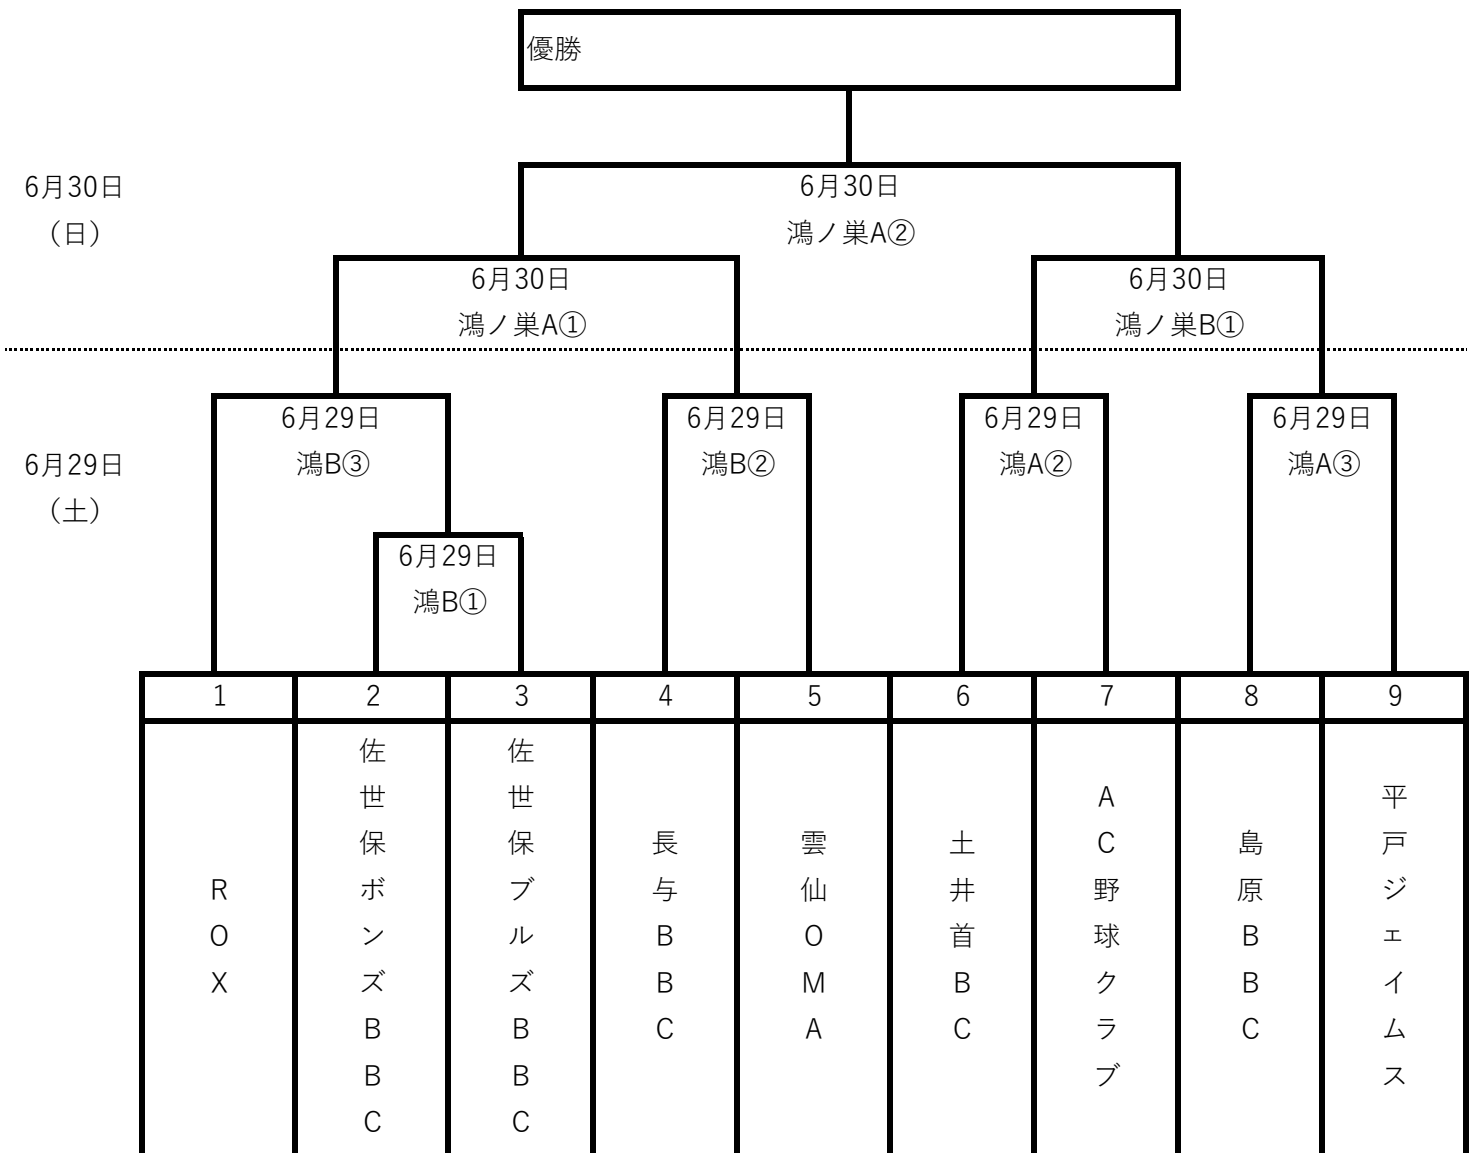 優勝
6月30日
（日）
6月30日
鴻ノ巣A②
6月30日
鴻ノ巣A①
6月30日
鴻ノ巣B①
6月29日
（土）
6月29日
鴻B③
6月29日
鴻B②
6月29日
鴻A②
6月29日
鴻A③
6月29日
鴻B①
1 2 3 4 5 6 7 8 9
ROX
佐世保ボンズBBC
佐世保ブルズBBC
長与BBC
雲仙OMA
土井首BC
AC野球クラブ
島原BBC
平戸ジェイムス